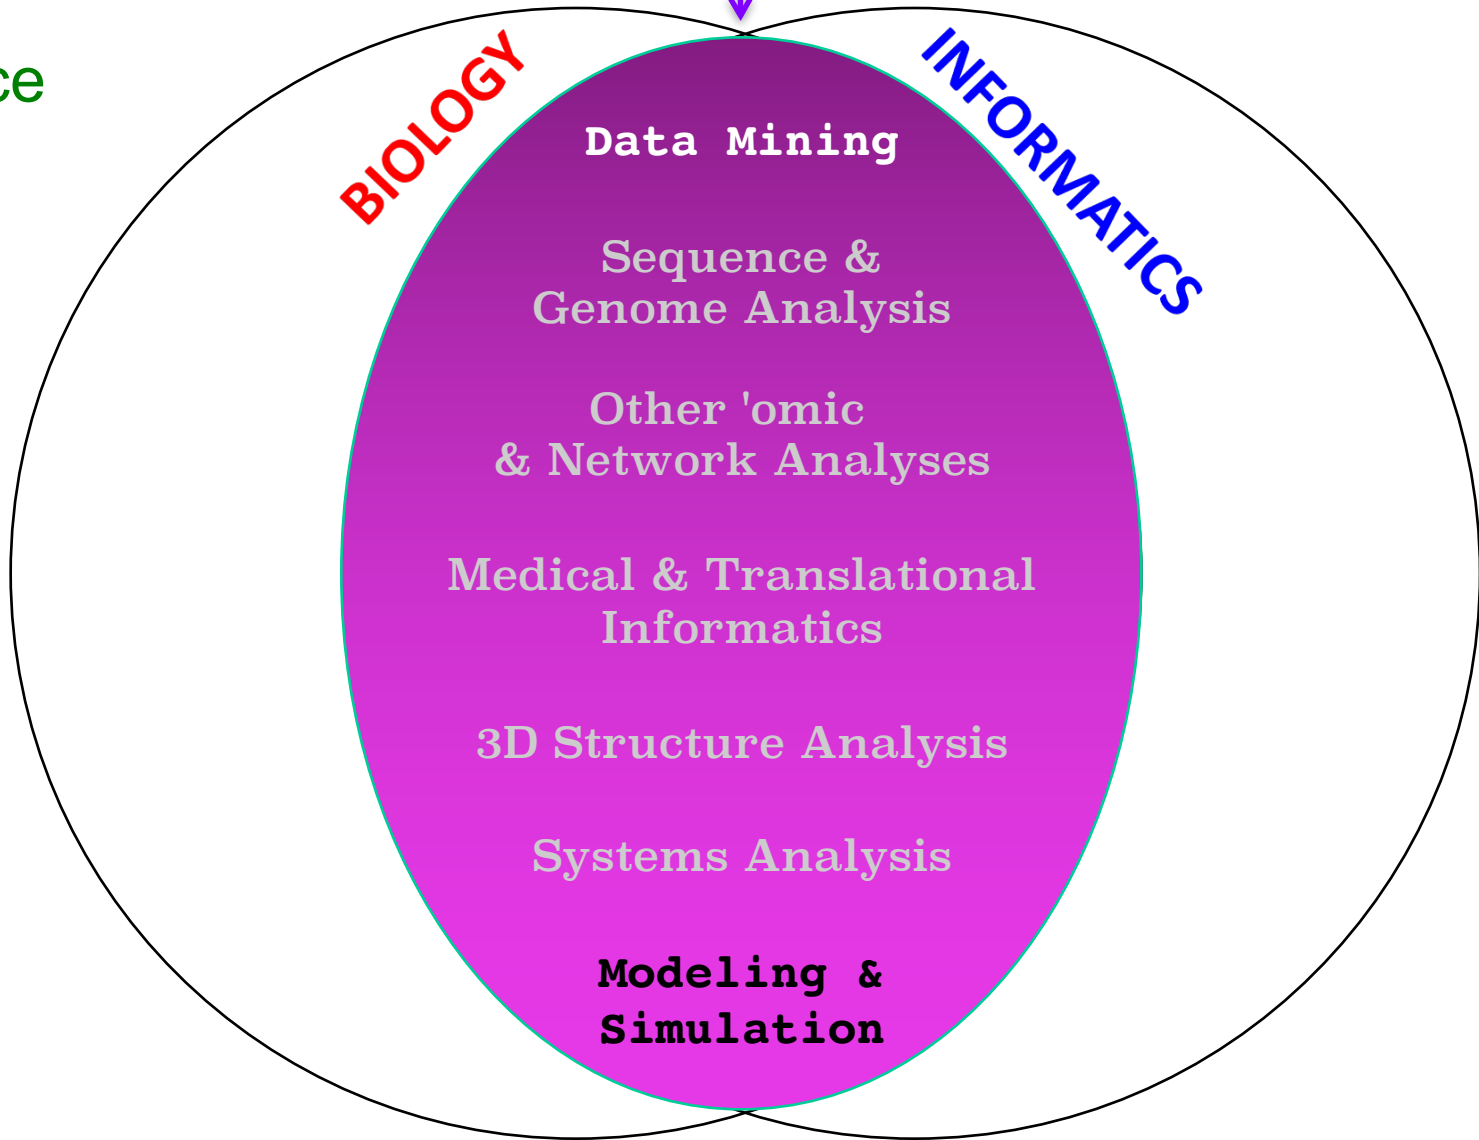 BIOLOGY
INFORMATICS
Data Mining
Sequence &
Genome Analysis
Other 'omic
& Network Analyses
Medical & Translational
Informatics
3D Structure Analysis
Systems Analysis
Modeling &
Simulation